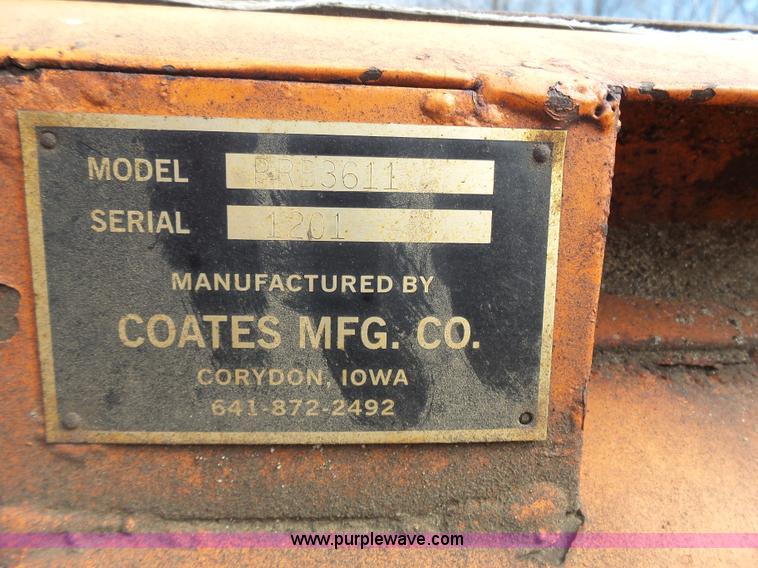 MODEL BRB3611
SERIAL 1201
MANUFACTURED BY
COATES MFG. CO.
CORYDON, IOWA
641-872-2492
www.purplewave.com